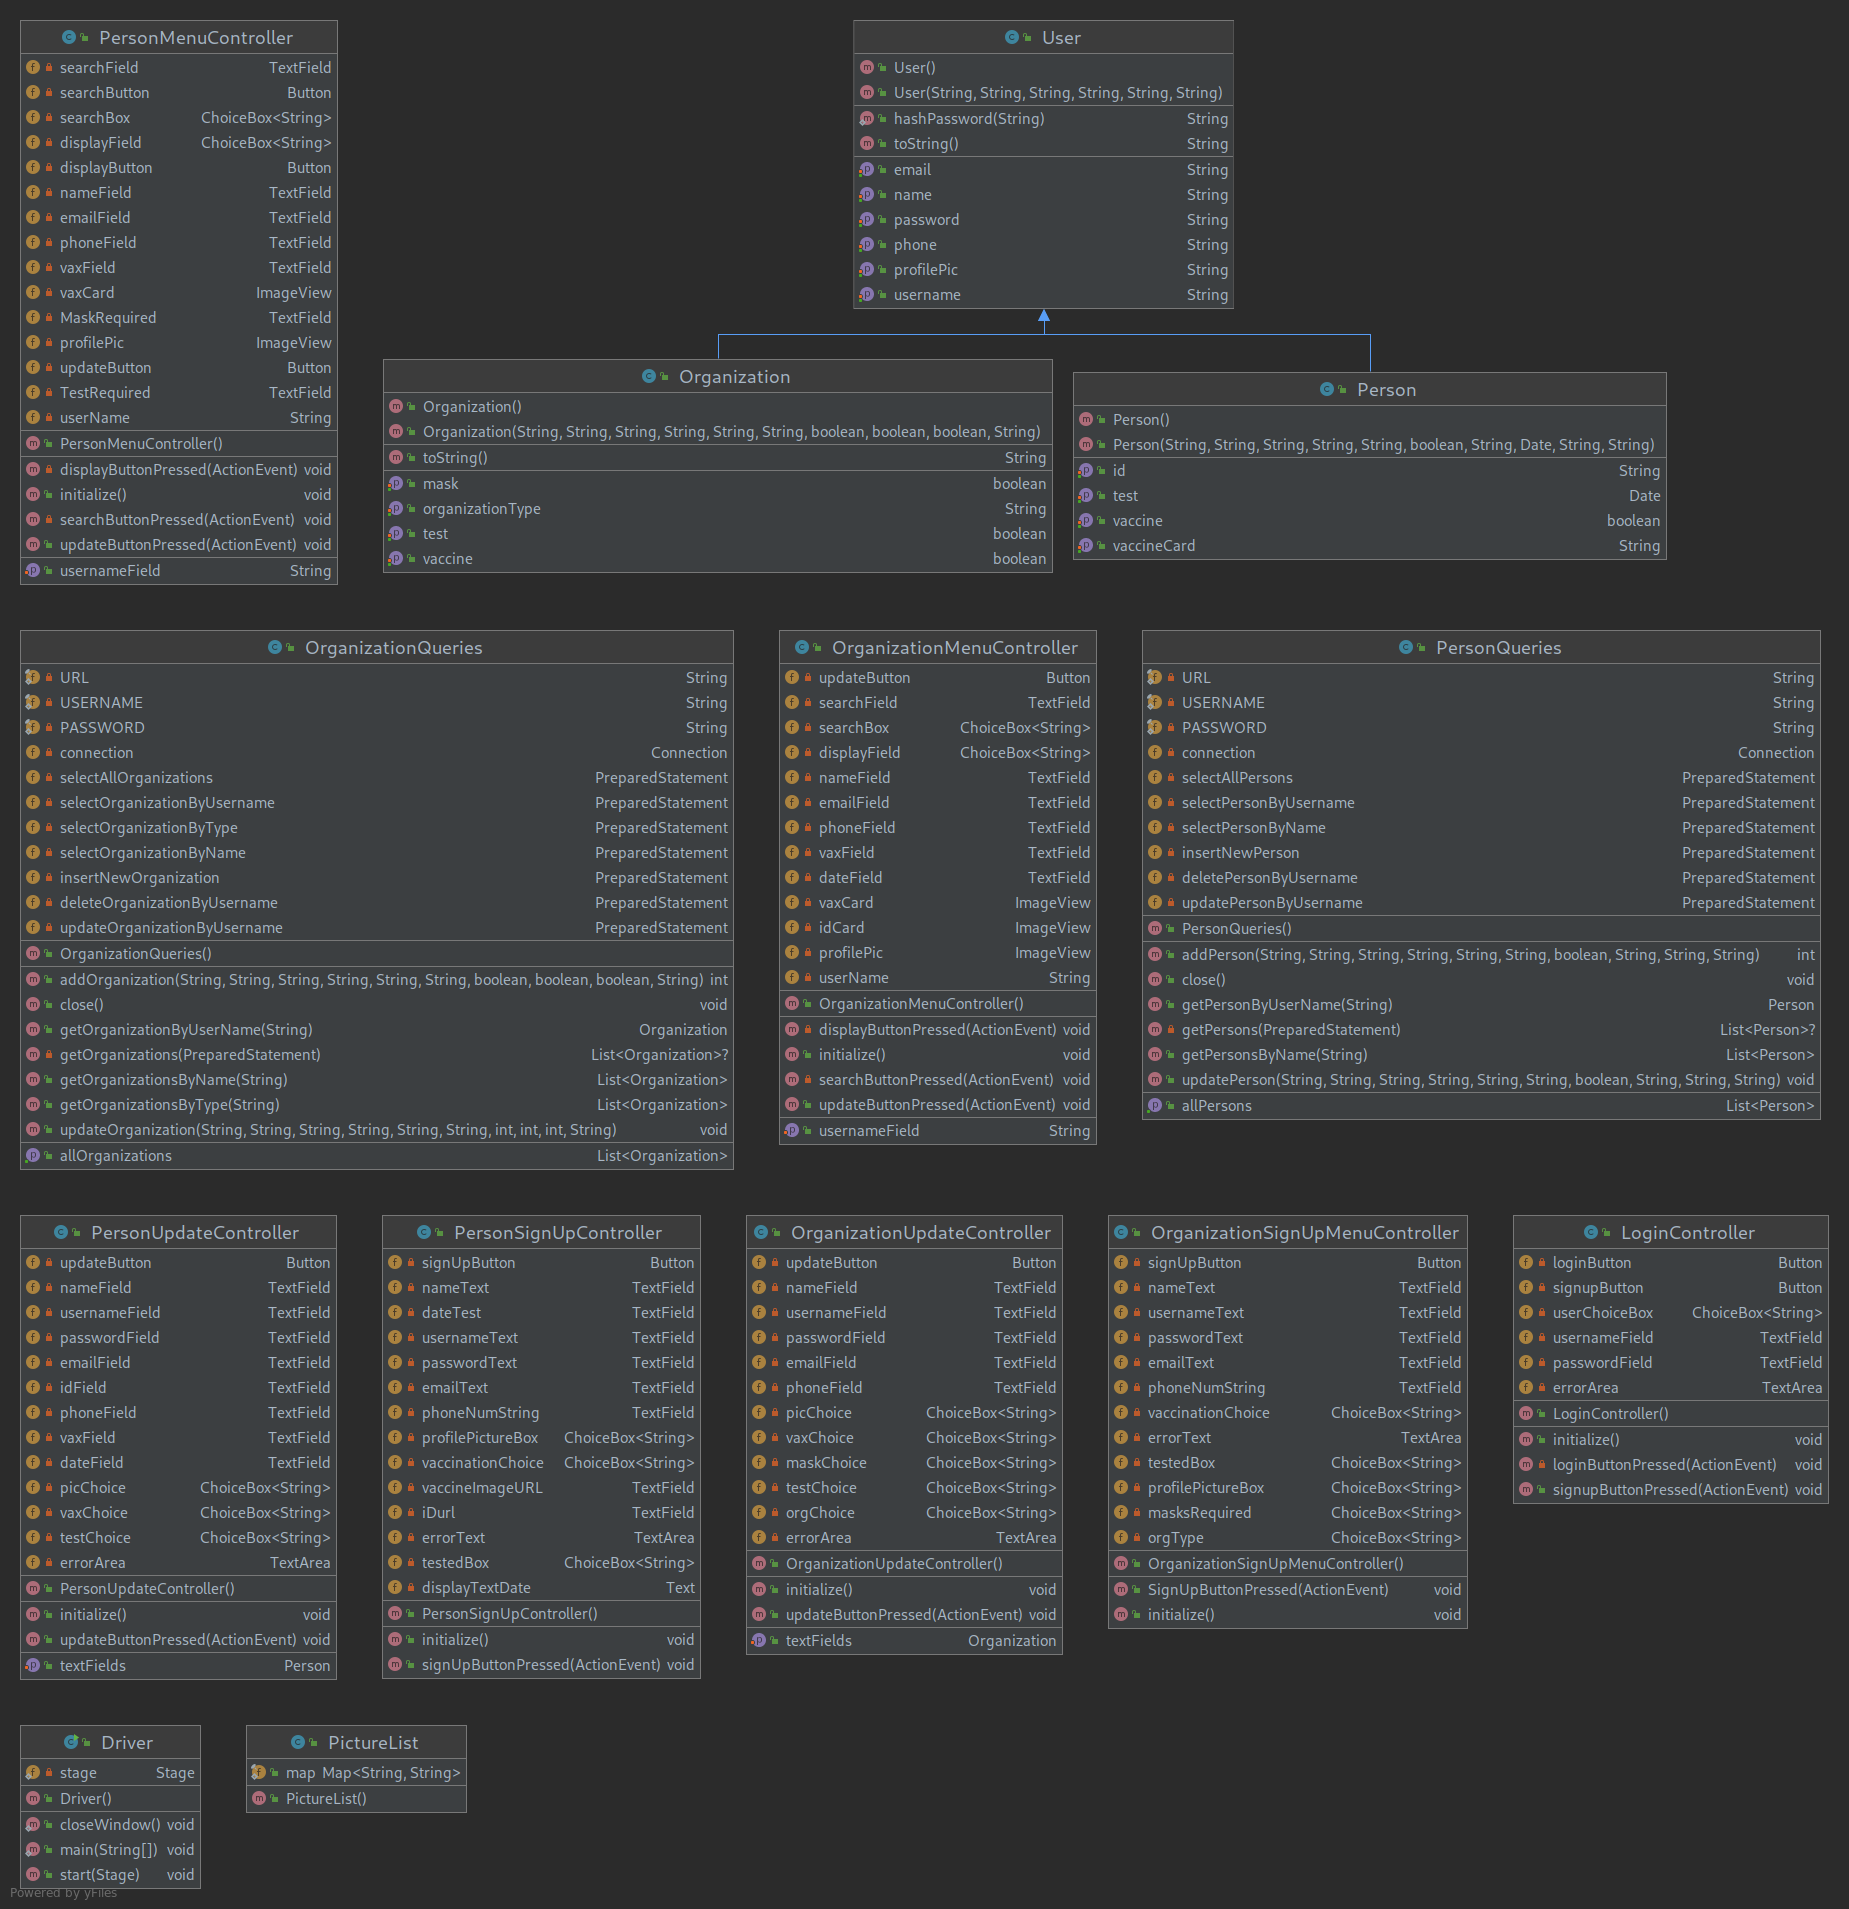 PersonMenuController
searchField TextField
searchButton Button
searchBox ChoiceBox<String>
displayField ChoiceBox<String>
displayButton Button
nameField TextField
emailField TextField
phoneField TextField
vaxField TextField
vaxCard ImageView
MaskRequired TextField
profilePic ImageView
updateButton Button
TestRequired TextField
userName String
PersonMenuController()
displayButtonPressed(ActionEvent) void
initialize() void
searchButtonPressed(ActionEvent) void
updateButtonPressed(ActionEvent) void
usernameField String
User
User()
User(String, String, String, String, String, String)
hashPassword(String) String
toString() String
email String
name String
password String
phone String
profilePic String
username String
Organization
Organization()
Organization(String, String, String, String, String, String, boolean, boolean, boolean, String)
toString() String
mask boolean
organizationType String
test boolean
vaccine boolean
Person
Person()
Person(String, String, String, String, String, boolean, String, Date, String, String)
id String
test Date
vaccine boolean
vaccineCard String
OrganizationQueries
URL String
USERNAME String
PASSWORD String
connection Connection
selectAllOrganizations PreparedStatement
selectOrganizationByUsername PreparedStatement
selectOrganizationByType PreparedStatement
selectOrganizationByName PreparedStatement
insertNewOrganization PreparedStatement
deleteOrganizationByUsername PreparedStatement
updateOrganizationByUsername PreparedStatement
OrganizationQueries()
addOrganization(String, String, String, String, String, String, boolean, boolean, boolean, String) int
close() void
getOrganizationByUserName(String) Organization
getOrganizations(PreparedStatement) List<Organization>?
getOrganizationsByName(String) List<Organization>
getOrganizationsByType(String) List<Organization>
updateOrganization(String, String, String, String, String, String, int, int, int, String) void
allOrganizations List<Organization>
OrganizationMenuController
updateButton Button
searchField TextField
searchBox ChoiceBox<String>
displayField ChoiceBox<String>
nameField TextField
emailField TextField
phoneField TextField
vaxField TextField
dateField TextField
vaxCard ImageView
idCard ImageView
profilePic ImageView
userName String
OrganizationMenuController()
displayButtonPressed(ActionEvent) void
initialize() void
searchButtonPressed(ActionEvent) void
updateButtonPressed(ActionEvent) void
usernameField String
PersonQueries
URL String
USERNAME String
PASSWORD String
connection Connection
selectAllPersons PreparedStatement
selectPersonByUsername PreparedStatement
selectPersonByName PreparedStatement
insertNewPerson PreparedStatement
deletePersonByUsername PreparedStatement
updatePersonByUsername PreparedStatement
PersonQueries()
addPerson(String, String, String, String, String, String, boolean, String, String, String) int
close() void
getPersonByUserName(String) Person
getPersons(PreparedStatement) List<Person>?
getPersonsByName(String) List<Person>
updatePerson(String, String, String, String, String, String, boolean, String, String, String) void
allPersons List<Person>
PersonUpdateController
updateButton Button
nameField TextField
usernameField TextField
passwordField TextField
emailField TextField
idField TextField
phoneField TextField
vaxField TextField
dateField TextField
picChoice ChoiceBox<String>
vaxChoice ChoiceBox<String>
testChoice ChoiceBox<String>
errorArea TextArea
PersonUpdateController()
initialize() void
updateButtonPressed(ActionEvent) void
textFields Person
PersonSignUpController
signUpButton Button
nameText TextField
dateTest TextField
usernameText TextField
passwordText TextField
emailText TextField
phoneNumString TextField
profilePictureBox ChoiceBox<String>
vaccinationChoice ChoiceBox<String>
vaccineImageURL TextField
iDurl TextField
errorText TextArea
testedBox ChoiceBox<String>
displayTextDate Text
PersonSignUpController()
initialize() void
signUpButtonPressed(ActionEvent) void
OrganizationUpdateController
updateButton Button
nameField TextField
usernameField TextField
passwordField TextField
emailField TextField
phoneField TextField
picChoice ChoiceBox<String>
vaxChoice ChoiceBox<String>
maskChoice ChoiceBox<String>
testChoice ChoiceBox<String>
orgChoice ChoiceBox<String>
errorArea TextArea
OrganizationUpdateController()
initialize() void
updateButtonPressed(ActionEvent) void
textFields Organization
OrganizationSignUpMenuController
signUpButton Button
nameText TextField
usernameText TextField
passwordText TextField
emailText TextField
phoneNumString TextField
vaccinationChoice ChoiceBox<String>
errorText TextArea
testedBox ChoiceBox<String>
profilePictureBox ChoiceBox<String>
masksRequired ChoiceBox<String>
orgType ChoiceBox<String>
OrganizationSignUpMenuController()
SignUpButtonPressed(ActionEvent) void
initialize() void
LoginController
loginButton Button
signupButton Button
userChoiceBox ChoiceBox<String>
usernameField TextField
passwordField TextField
errorArea TextArea
LoginController()
initialize() void
loginButtonPressed(ActionEvent) void
signupButtonPressed(ActionEvent) void
Driver
stage Stage
Driver()
closeWindow() void
main(String[]) void
start(Stage) void
PictureList
map Map<String, String>
PictureList()
Powered by yFiles